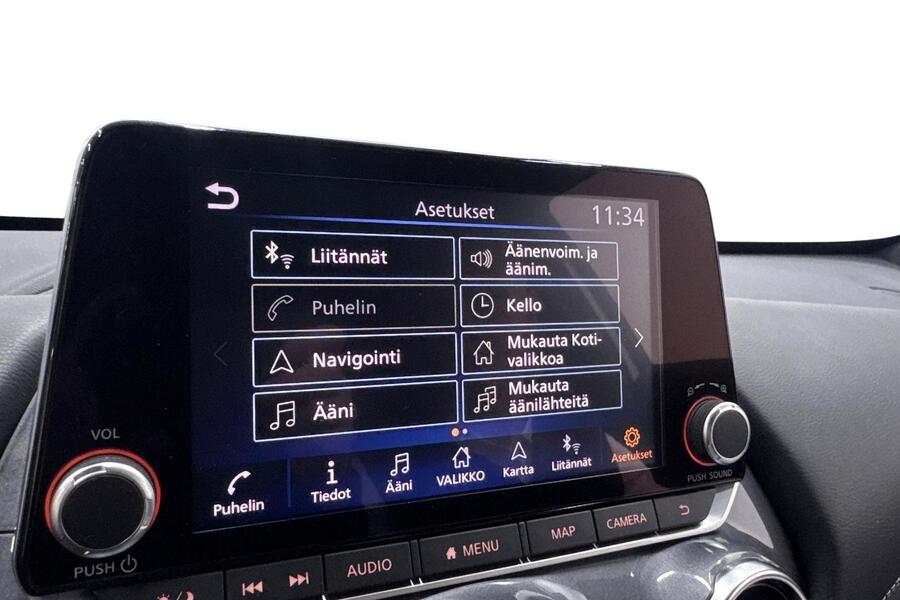 Asetukset
11:34
Liitännät
Äänenvoim. ja
äänim.
Puhelin
Kello
Navigointi
Mukauta Koti-
valikkoa
Ääni
Mukauta
äänilähteitä
Puhelin
Tiedot
Ääni
VALIKKO
Kartta
Liitännät
Asetukset
VOL
PUSH
PUSH SOUND
AUDIO
MENU
MAP
CAMERA